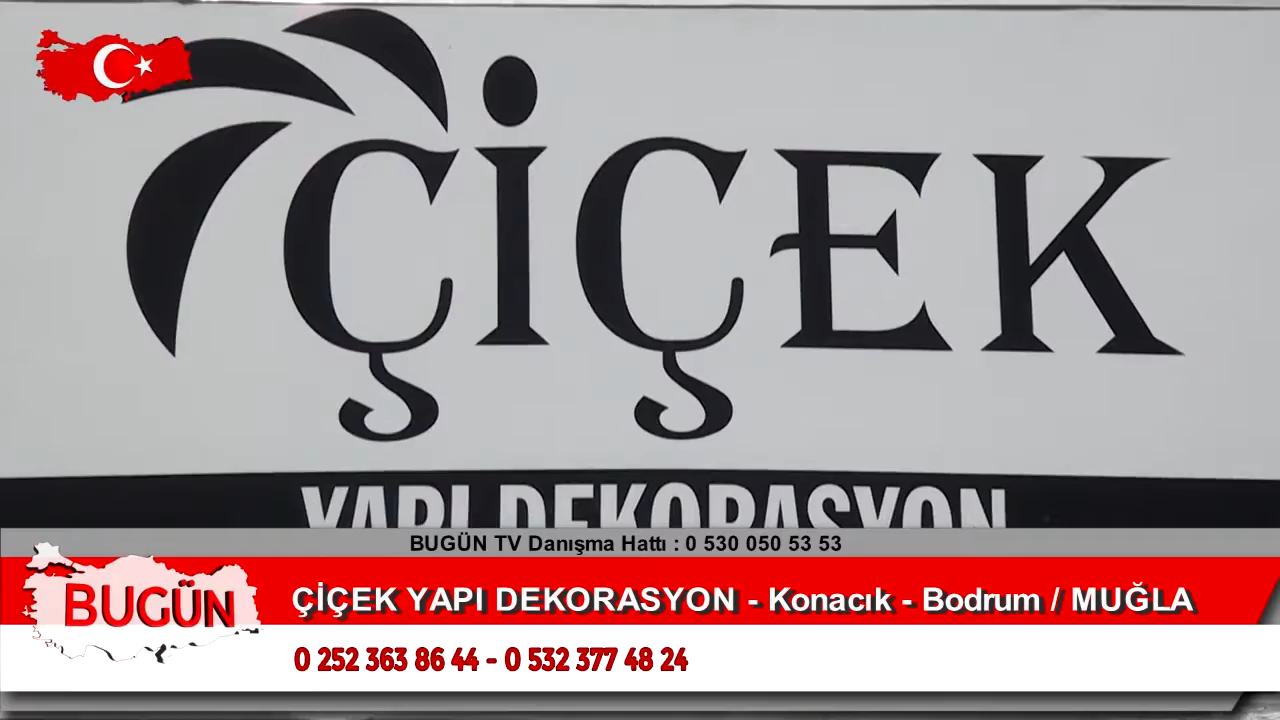 ÇİÇEK
YAPI DEKORASYON
BUGÜN TV Danışma Hattı : 0 530 050 53 53
BUGÜN
ÇİÇEK YAPI DEKORASYON - Konacık - Bodrum / MUĞLA
0 252 363 86 44 - 0 532 377 48 24